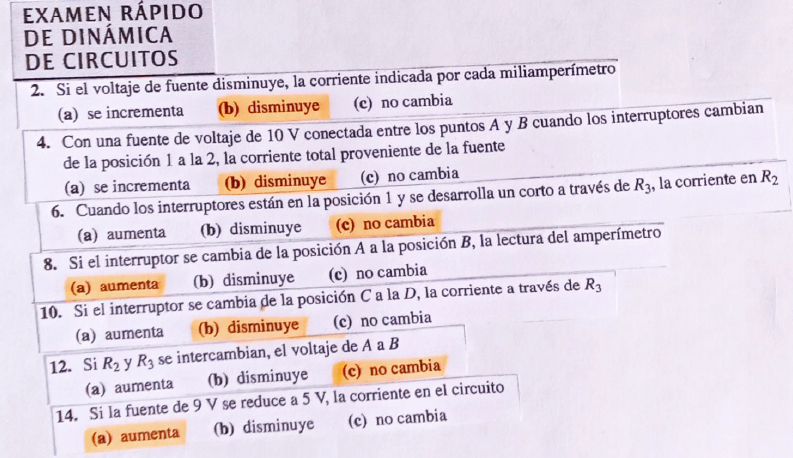 EXAMEN RÁPIDO
DE DINÁMICA
DE CIRCUITOS
2. Si el voltaje de fuente disminuye, la corriente indicada por cada miliamperímetro
(a) se incrementa (b) disminuye (c) no cambia
4. Con una fuente de voltaje de 10 V conectada entre los puntos A y B cuando los interruptores cambian
de la posición 1 a la 2, la corriente total proveniente de la fuente
(a) se incrementa (b) disminuye (c) no cambia
6. Cuando los interruptores están en la posición 1 y se desarrolla un corto a través de R₃, la corriente en R₂
(a) aumenta (b) disminuye (c) no cambia
8. Si el interruptor se cambia de la posición A a la posición B, la lectura del amperímetro
(a) aumenta (b) disminuye (c) no cambia
10. Si el interruptor se cambia de la posición C a la D, la corriente a través de R₃
(a) aumenta (b) disminuye (c) no cambia
12. Si R₂ y R₃ se intercambian, el voltaje de A a B
(a) aumenta (b) disminuye (c) no cambia
14. Si la fuente de 9 V se reduce a 5 V, la corriente en el circuito
(a) aumenta (b) disminuye (c) no cambia